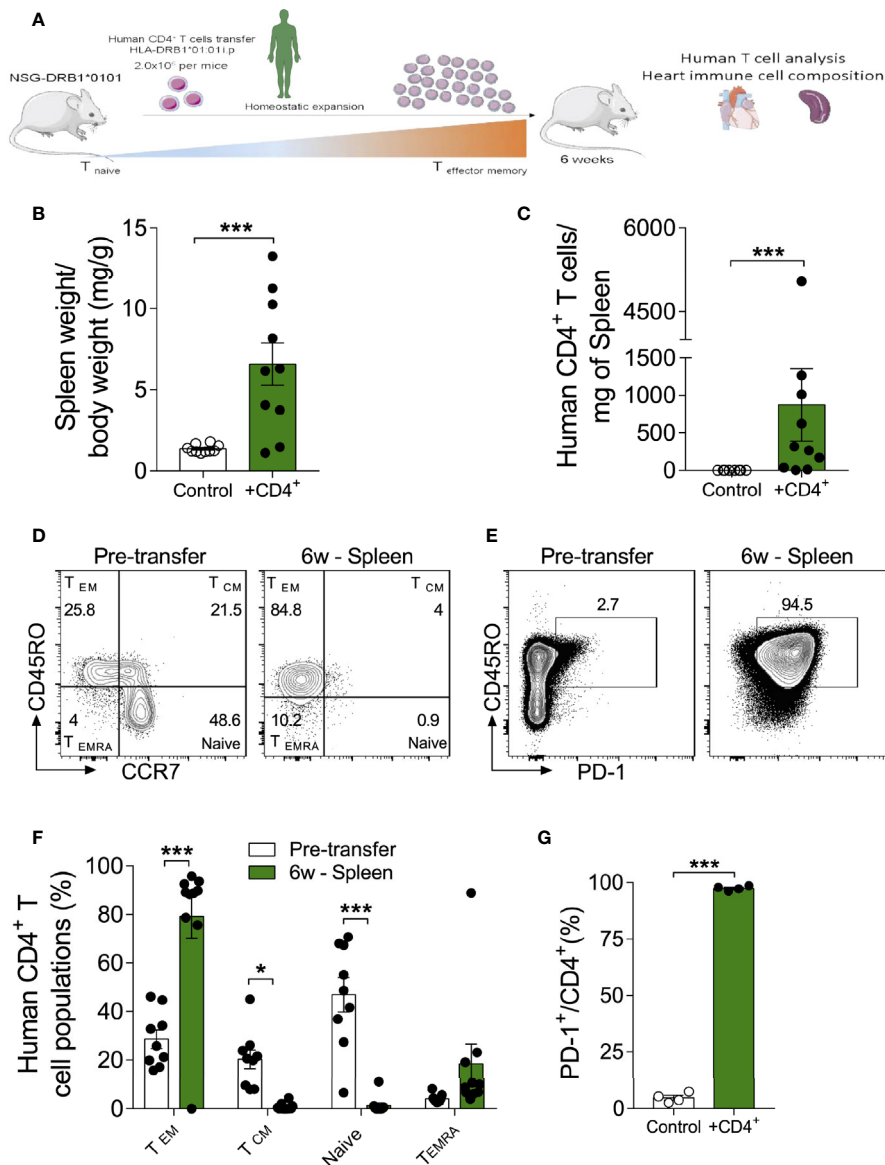 A
Human CD4⁺ T cells transfer
HLA-DRB1*01:01i.p
2.0x10⁶ per mice
NSG-DRB1*0101
Homeostatic expansion
T naive
T effector memory
6 weeks
Human T cell analysis
Heart immune cell composition
B
Spleen weight/
body weight (mg/g)
15
10
5
0
***
Control
+CD4⁺
C
Human CD4⁺ T cells/
mg of Spleen
6000
4500
1500
1000
500
0
***
Control
+CD4⁺
D
Pre-transfer
6w - Spleen
T EM
25.8
T CM
21.5
4
T EMRA
48.6
Naive
T EM
84.8
T CM
4
10.2
T EMRA
0.9
Naive
CD45RO
CCR7
E
Pre-transfer
6w - Spleen
2.7
94.5
CD45RO
PD-1
F
Human CD4⁺ T
cell populations (%)
100
80
60
40
20
0
Pre-transfer
6w - Spleen
***
*
***
T EM
T CM
Naive
TEMRA
G
PD-1⁺/CD4⁺(%)
100
50
50
0
***
Control
+CD4⁺